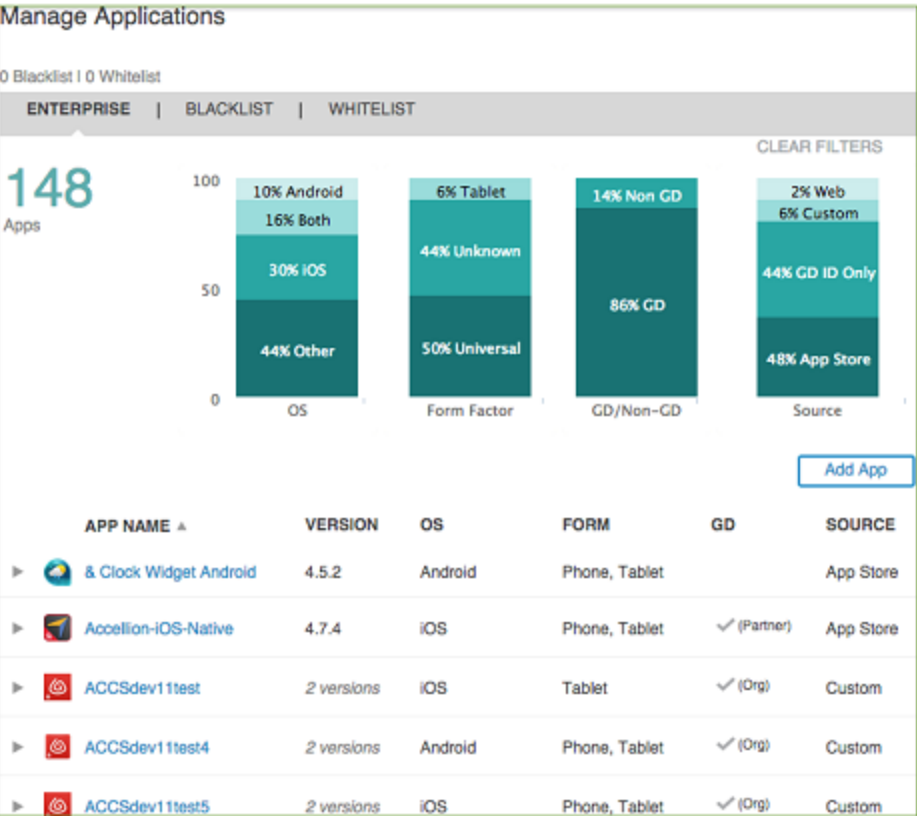 Manage Applications
0 Blacklist | 0 Whitelist
ENTERPRISE | BLACKLIST | WHITELIST
CLEAR FILTERS
148
Apps
100
50
0
10% Android
16% Both
30% iOS
44% Other
OS
6% Tablet
44% Unknown
50% Universal
Form Factor
14% Non GD
86% GD
GD/Non-GD
2% Web
6% Custom
44% GD ID Only
48% App Store
Source
Add App
APP NAME ▲ VERSION OS FORM GD SOURCE
& Clock Widget Android 4.5.2 Android Phone, Tablet App Store
Accellion-iOS-Native 4.7.4 iOS Phone, Tablet (Partner) App Store
ACCSdev11test 2 versions iOS Tablet (Org) Custom
ACCSdev11test4 2 versions Android Phone, Tablet (Org) Custom
ACCSdev11test5 2 versions iOS Phone, Tablet (Org) Custom